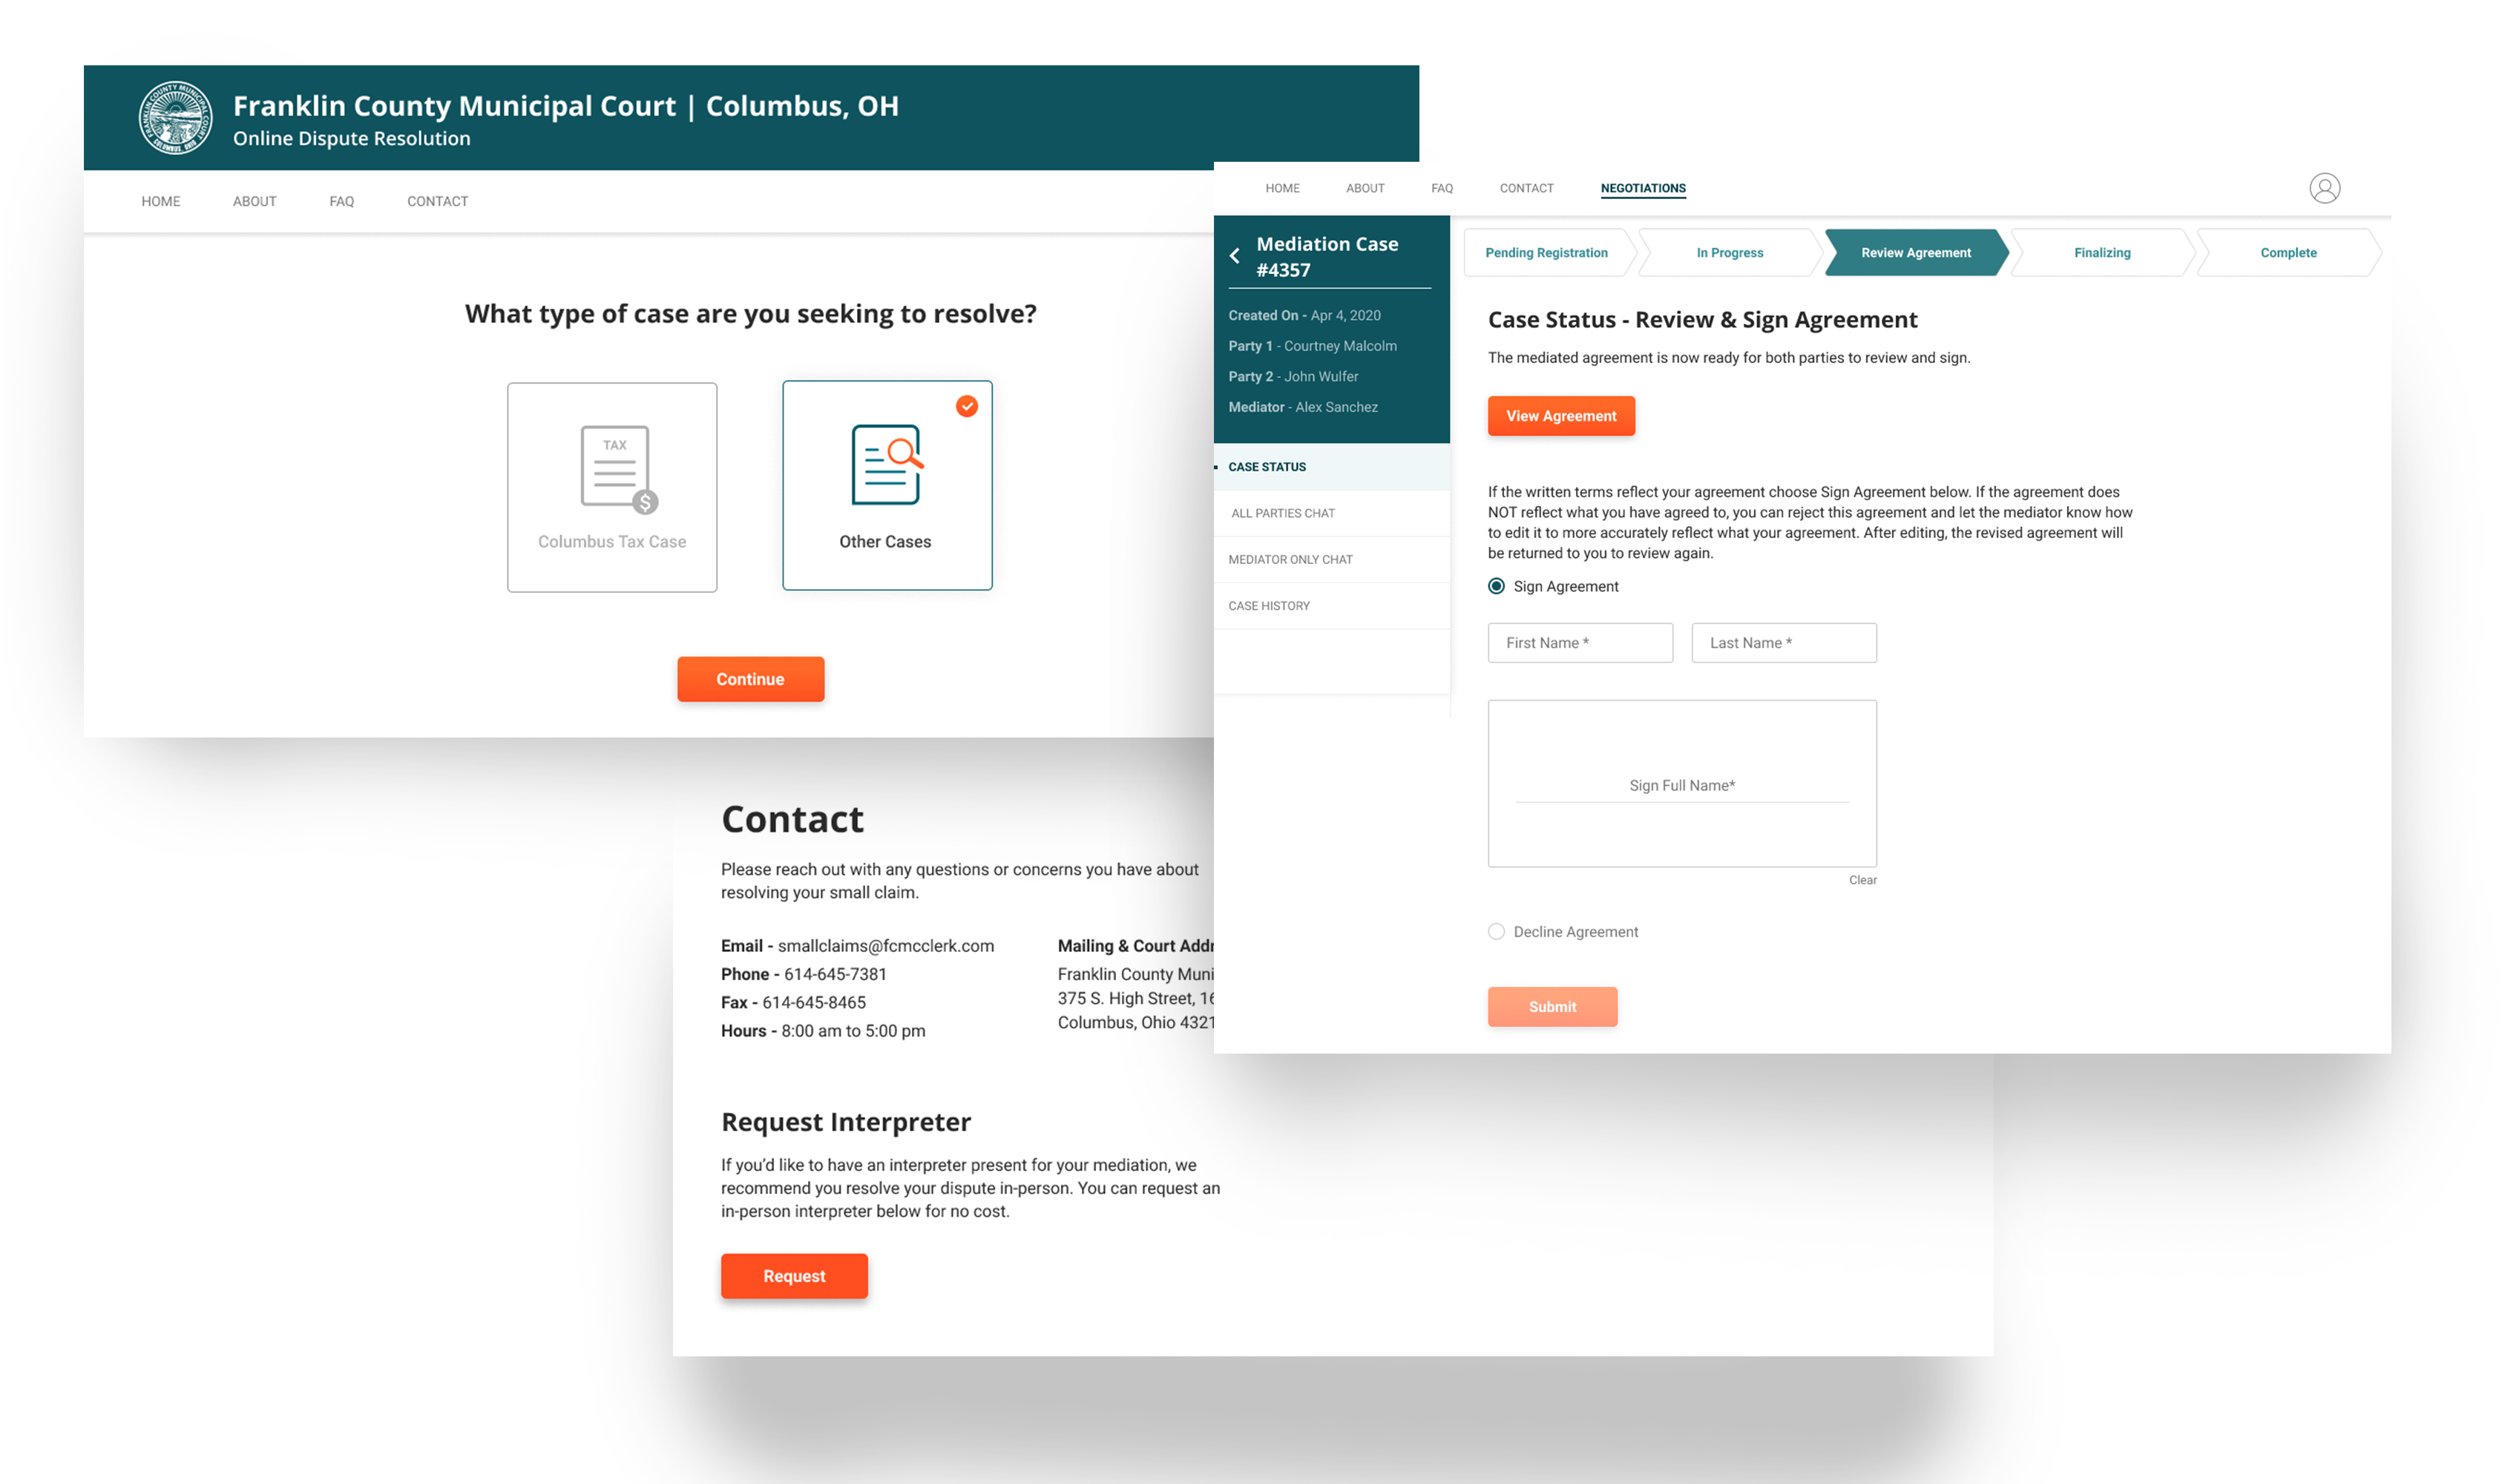 FRANKLIN COUNTY MUNICIPAL COURT
COLUMBUS, OHIO
Franklin County Municipal Court | Columbus, OH
Online Dispute Resolution
HOME ABOUT FAQ CONTACT
What type of case are you seeking to resolve?
TAX
$
Columbus Tax Case
Other Cases
Continue
HOME ABOUT FAQ CONTACT NEGOTIATIONS
Mediation Case
#4357
Created On - Apr 4, 2020
Party 1 - Courtney Malcolm
Party 2 - John Wulfer
Mediator - Alex Sanchez
CASE STATUS
ALL PARTIES CHAT
MEDIATOR ONLY CHAT
CASE HISTORY
Pending Registration In Progress Review Agreement Finalizing Complete
Case Status - Review & Sign Agreement
The mediated agreement is now ready for both parties to review and sign.
View Agreement
If the written terms reflect your agreement choose Sign Agreement below. If the agreement does
NOT reflect what you have agreed to, you can reject this agreement and let the mediator know how
to edit it to more accurately reflect what your agreement. After editing, the revised agreement will
be returned to you to review again.
Sign Agreement
First Name * Last Name *
Sign Full Name*
Clear
Decline Agreement
Submit
Contact
Please reach out with any questions or concerns you have about
resolving your small claim.
Email - smallclaims@fcmcclerk.com
Phone - 614-645-7381
Fax - 614-645-8465
Hours - 8:00 am to 5:00 pm
Mailing & Court Addr
Franklin County Muni
375 S. High Street, 16
Columbus, Ohio 4321
Request Interpreter
If you'd like to have an interpreter present for your mediation, we
recommend you resolve your dispute in-person. You can request an
in-person interpreter below for no cost.
Request